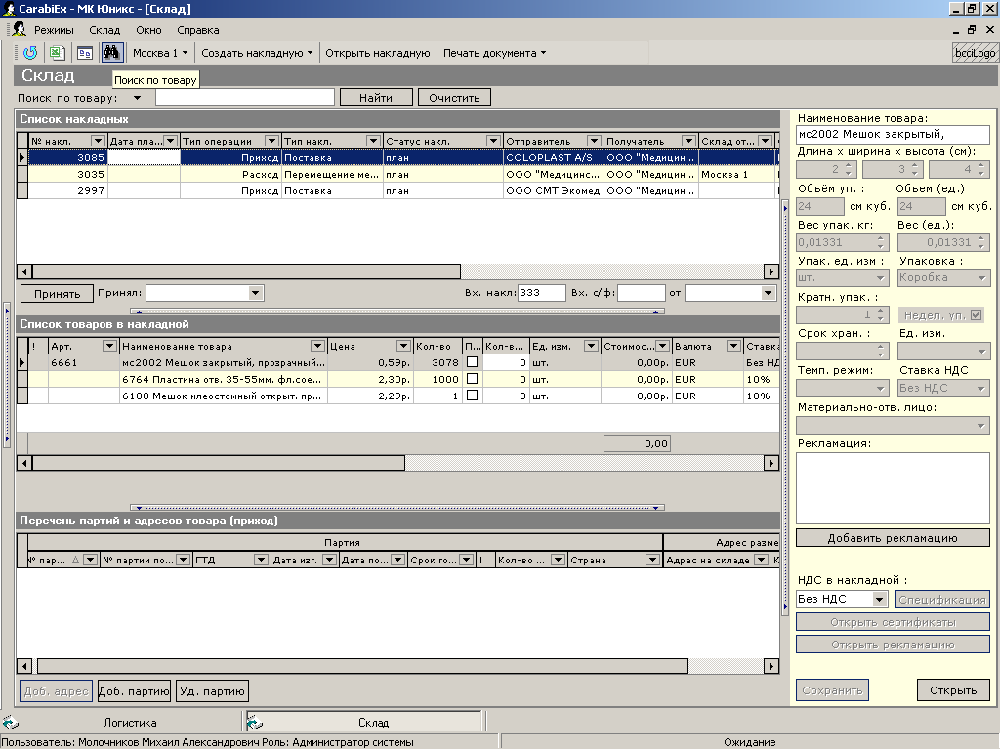 CarabiEx - МК Юникс - [Склад]
Режимы Склад Окно Справка
Москва 1 Создать накладную Открыть накладную Печать документа bcciLogo
Склад
Поиск по товару
Поиск по товару: Найти Очистить
Список накладных
№ накл. Дата пла... Тип операции Тип накл. Статус накл. Отправитель Получатель Склад от...
3085 Приход Поставка план COLOPLAST A/S ООО "Медицин...
3035 Расход Перемещение ме... план ООО "Медицинс... ООО "Медицин... Москва 1
2997 Приход Поставка план ООО СМТ Экомед ООО "Медицин...
Принять Принял: Вх. накл: 333 Вх. с/ф: от
Список товаров в накладной
! Арт. Наименование товара Цена Кол-во П... Кол-в... Ед. изм. Стоимос... Валюта Ставка
6661 мс2002 Мешок закрытый, прозрачный... 0,59р. 3078 0 шт. 0,00р. EUR Без НД
6764 Пластина отв. 35-55мм. фл.сое... 2,30р. 1000 0 шт. 0,00р. EUR 10%
6100 Мешок илеостомный открыт. пр... 2,29р. 1 0 шт. 0,00р. EUR 10%
0,00
Перечень партий и адресов товара (приход)
Партия Адрес разме
№ пар... № партии по... ГТД Дата изг. Дата по... Срок го... ! Кол-во ... Страна Адрес на складе К
Доб. адрес Доб. партию Уд. партию
Наименование товара:
мс2002 Мешок закрытый,
Длина х ширина х высота (см):
2 3 4
Объём уп. : Объем (ед.)
24 см куб. 24 см куб.
Вес упак. кг: Вес (ед.):
0,01331 0,01331
Упак. ед. изм : Упаковка :
шт. Коробка
Кратн. упак. :
1 Недел. уп.
Срок хран. : Ед. изм.
Темп. режим: Ставка НДС
Без НДС
Материально-отв. лицо:
Рекламация:
Добавить рекламацию
НДС в накладной :
Без НДС Спецификация
Открыть сертификаты
Открыть рекламацию
Сохранить Открыть
Логистика Склад
Пользователь: Молочников Михаил Александрович Роль: Администратор системы Ожидание